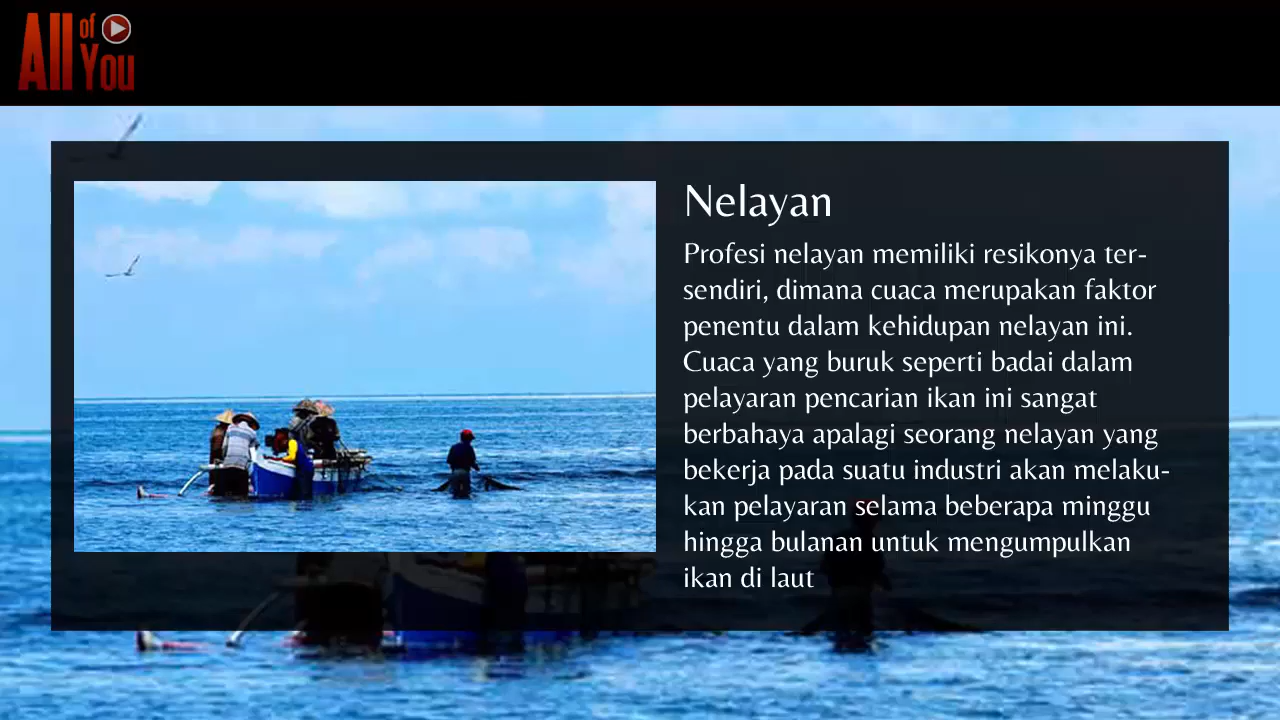 All of You
Nelayan
Profesi nelayan memiliki resikonya ter-
sendiri, dimana cuaca merupakan faktor
penentu dalam kehidupan nelayan ini.
Cuaca yang buruk seperti badai dalam
pelayaran pencarian ikan ini sangat
berbahaya apalagi seorang nelayan yang
bekerja pada suatu industri akan melaku-
kan pelayaran selama beberapa minggu
hingga bulanan untuk mengumpulkan
ikan di laut